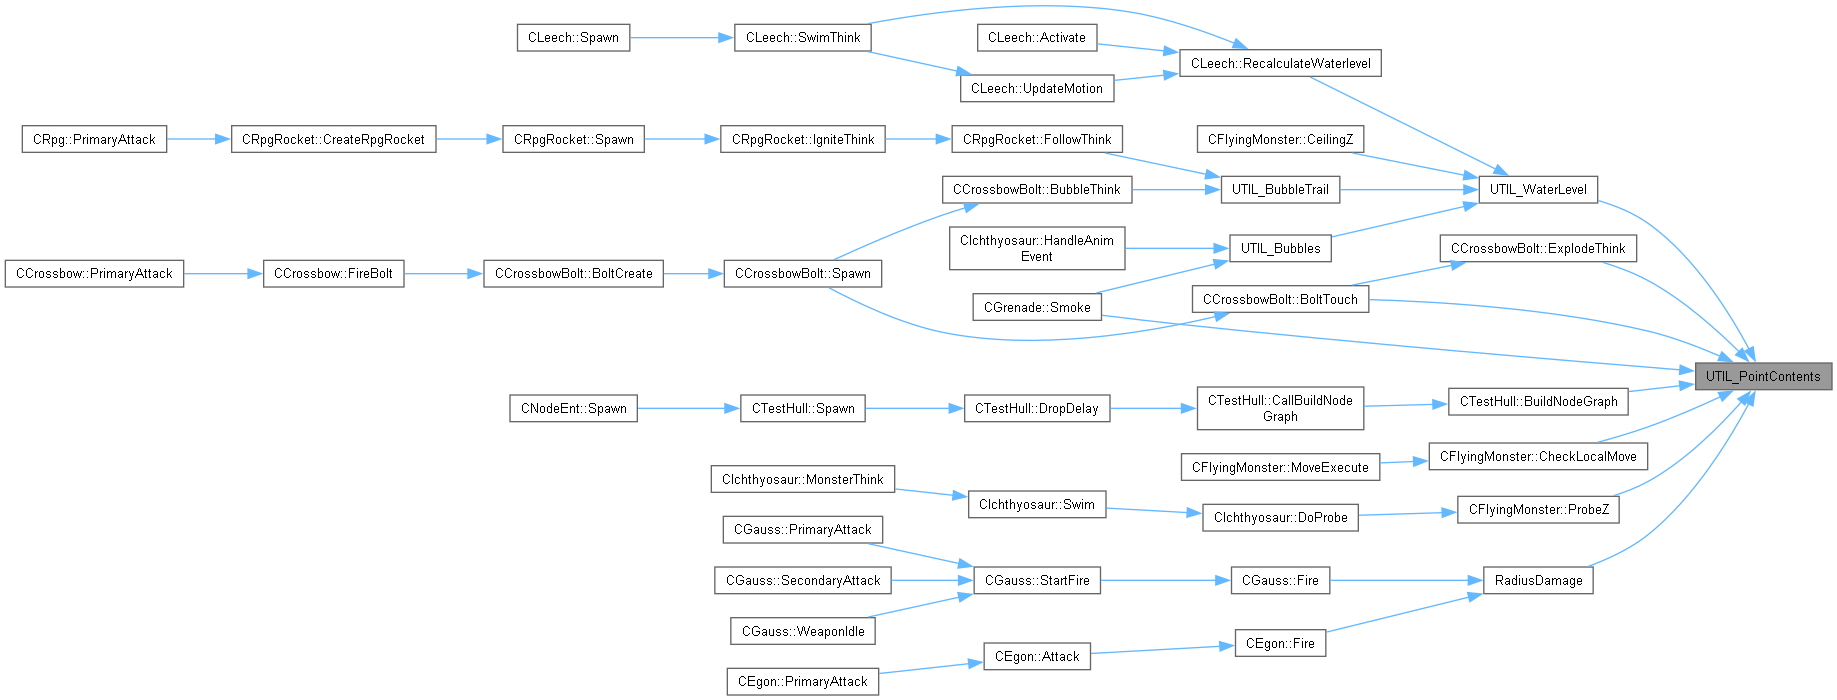 CLeech::Spawn
CLeech::SwimThink
CLeech::Activate
CLeech::RecalculateWaterlevel
CLeech::UpdateMotion
CRpg::PrimaryAttack
CRpgRocket::CreateRpgRocket
CRpgRocket::Spawn
CRpgRocket::IgniteThink
CRpgRocket::FollowThink
CFlyingMonster::CeilingZ
CCrossbowBolt::BubbleThink
UTIL_BubbleTrail
UTIL_WaterLevel
CIchthyosaur::HandleAnim
Event
UTIL_Bubbles
CCrossbowBolt::ExplodeThink
CCrossbow::PrimaryAttack
CCrossbow::FireBolt
CCrossbowBolt::BoltCreate
CCrossbowBolt::Spawn
CGrenade::Smoke
CCrossbowBolt::BoltTouch
UTIL_PointContents
CNodeEnt::Spawn
CTestHull::Spawn
CTestHull::DropDelay
CTestHull::CallBuildNode
Graph
CTestHull::BuildNodeGraph
CFlyingMonster::MoveExecute
CFlyingMonster::CheckLocalMove
CIchthyosaur::MonsterThink
CIchthyosaur::Swim
CIchthyosaur::DoProbe
CFlyingMonster::ProbeZ
CGauss::PrimaryAttack
CGauss::SecondaryAttack
CGauss::StartFire
CGauss::Fire
RadiusDamage
CGauss::WeaponIdle
CEgon::Fire
CEgon::Attack
CEgon::PrimaryAttack